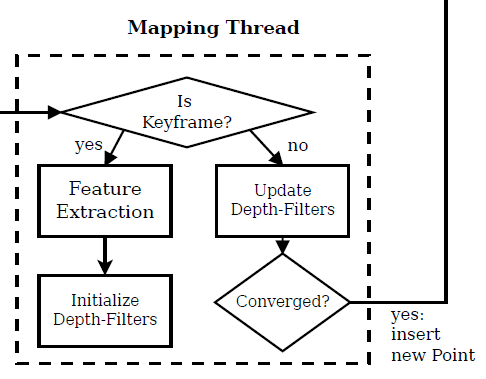 Mapping Thread
Is
Keyframe?
yes
no
Feature
Extraction
Update
Depth-Filters
Initialize
Depth-Filters
Converged?
yes:
insert
new Point